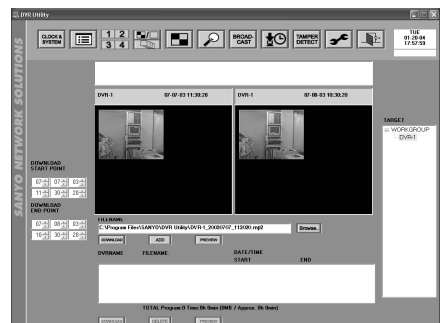 DVR Utility
CLOCK & SYSTEM
1 2
3 4
BROAD-CAST
TAMPER DETECT
TUE
01-20-04
17:57:59
SANYO NETWORK SOLUTIONS
DVR-1 07-07-03 11:30:20
DVR-1 07-08-03 10:30:20
TARGET
WORKGROUP
DVR-1
DOWNLOAD
START POINT
07 07 03
11 30 20
DOWNLOAD
END POINT
07 08 03
10 30 20
FILENAME
C:\Program Files\SANYO\DVR Utility\DVR-1_20030707_113020.mp2
Browse..
DOWNLOAD ADD PREVIEW
DVRNAME FILENAME. DATE/TIME
START END
TOTAL Program:0 Time:0h 0min (0MB / Approx. 0h 0min)
DOWNLOAD DELETE PREVIEW